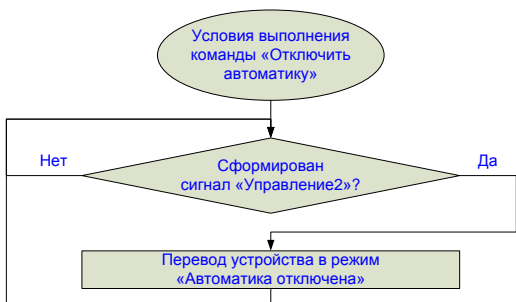 Условия выполнения
команды «Отключить
автоматику»
Нет
Сформирован
сигнал «Управление2»?
Да
Перевод устройства в режим
«Автоматика отключена»